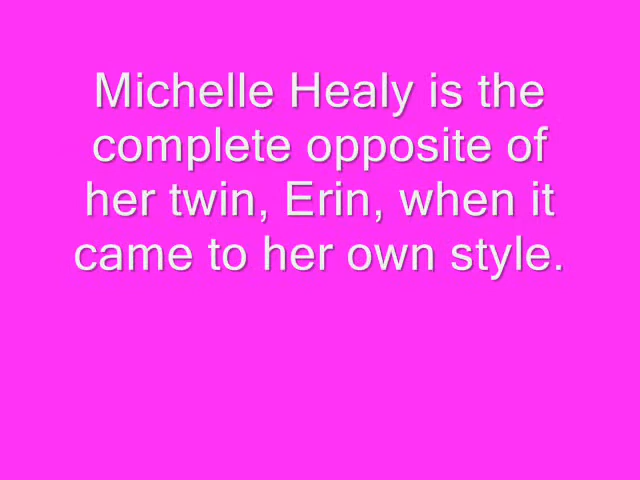 Michelle Healy is the
complete opposite of
her twin, Erin, when it
came to her own style.